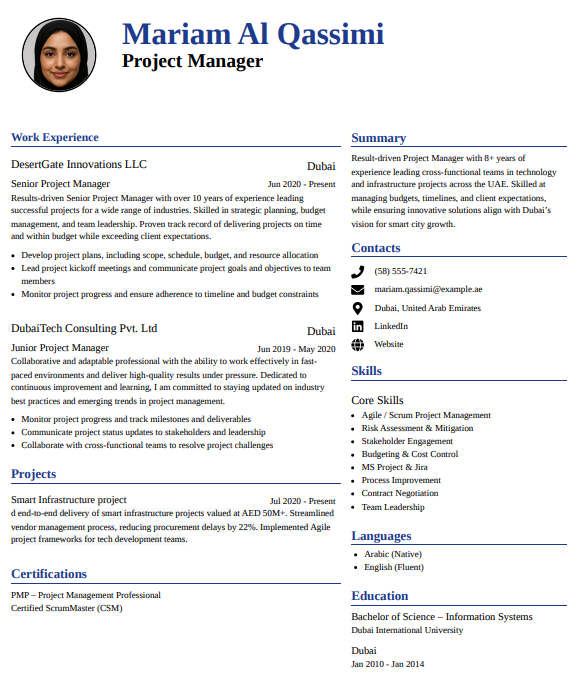 Mariam Al Qassimi
Project Manager
Work Experience
DesertGate Innovations LLC
Dubai
Senior Project Manager
Jun 2020 - Present
Results-driven Senior Project Manager with over 10 years of experience leading
successful projects for a wide range of industries. Skilled in strategic planning, budget
management, and team leadership. Proven track record of delivering projects on time
and within budget while exceeding client expectations.
• Develop project plans, including scope, schedule, budget, and resource allocation
• Lead project kickoff meetings and communicate project goals and objectives to team
members
• Monitor project progress and ensure adherence to timeline and budget constraints
DubaiTech Consulting Pvt. Ltd
Dubai
Junior Project Manager
Jun 2019 - May 2020
Collaborative and adaptable professional with the ability to work effectively in fast-
paced environments and deliver high-quality results under pressure. Dedicated to
continuous improvement and learning, I am committed to staying updated on industry
best practices and emerging trends in project management.
• Monitor project progress and track milestones and deliverables
• Communicate project status updates to stakeholders and leadership
• Collaborate with cross-functional teams to resolve project challenges
Projects
Smart Infrastructure project
Jul 2020 - Present
d end-to-end delivery of smart infrastructure projects valued at AED 50M+. Streamlined
vendor management process, reducing procurement delays by 22%. Implemented Agile
project frameworks for tech development teams.
Certifications
PMP – Project Management Professional
Certified ScrumMaster (CSM)
Summary
Result-driven Project Manager with 8+ years of
experience leading cross-functional teams in technology
and infrastructure projects across the UAE. Skilled at
managing budgets, timelines, and client expectations,
while ensuring innovative solutions align with Dubai's
vision for smart city growth.
Contacts
(58) 555-7421
mariam.qassimi@example.ae
Dubai, United Arab Emirates
LinkedIn
Website
Skills
Core Skills
• Agile / Scrum Project Management
• Risk Assessment & Mitigation
• Stakeholder Engagement
• Budgeting & Cost Control
• MS Project & Jira
• Process Improvement
• Contract Negotiation
• Team Leadership
Languages
• Arabic (Native)
• English (Fluent)
Education
Bachelor of Science – Information Systems
Dubai International University
Dubai
Jan 2010 - Jan 2014